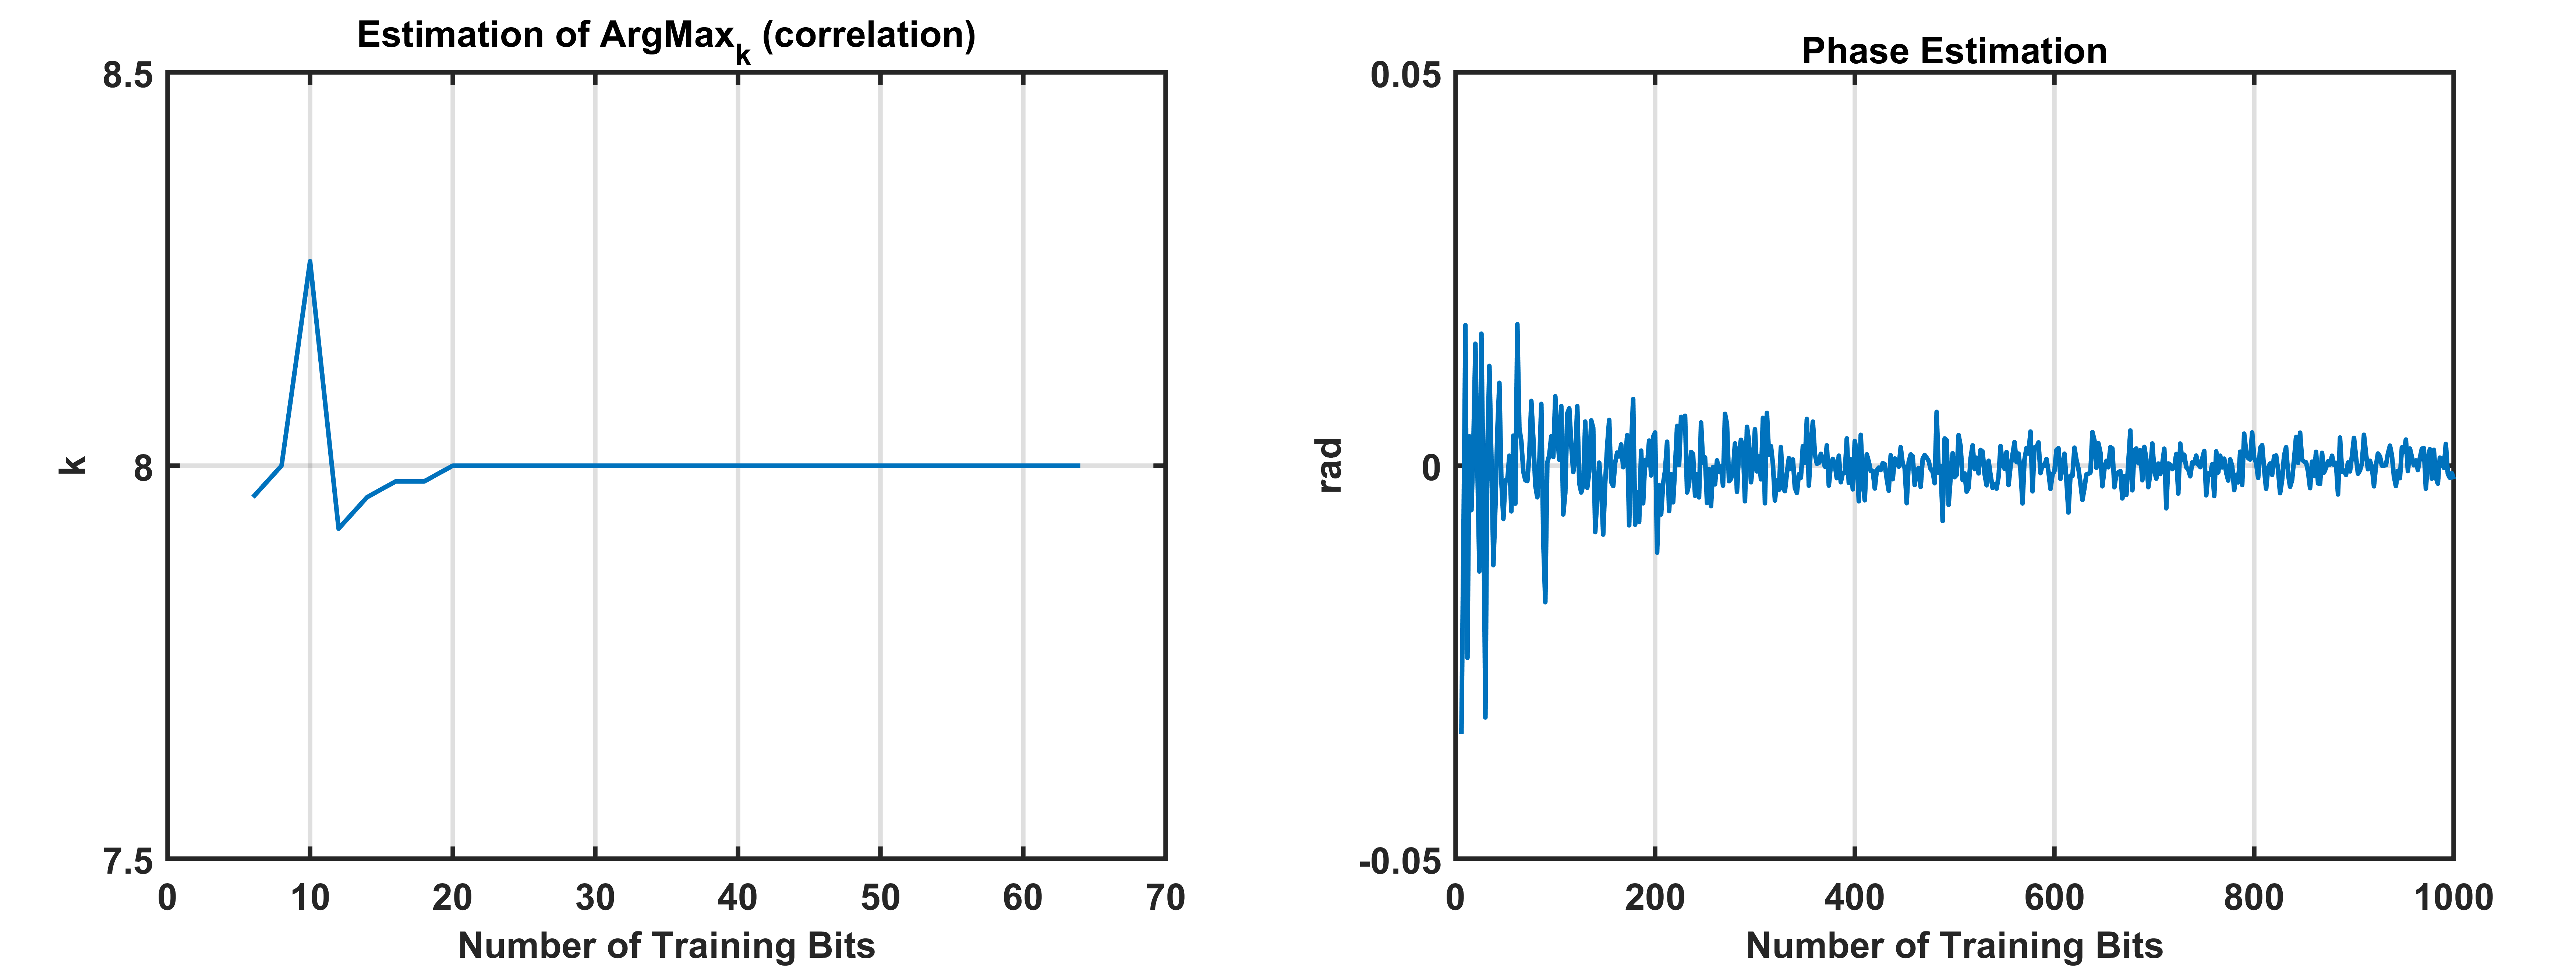 Estimation of ArgMax_k (correlation)
8.5
8
7.5
k
0 10 20 30 40 50 60 70
Number of Training Bits
Phase Estimation
0.05
0
-0.05
rad
0 200 400 600 800 1000
Number of Training Bits